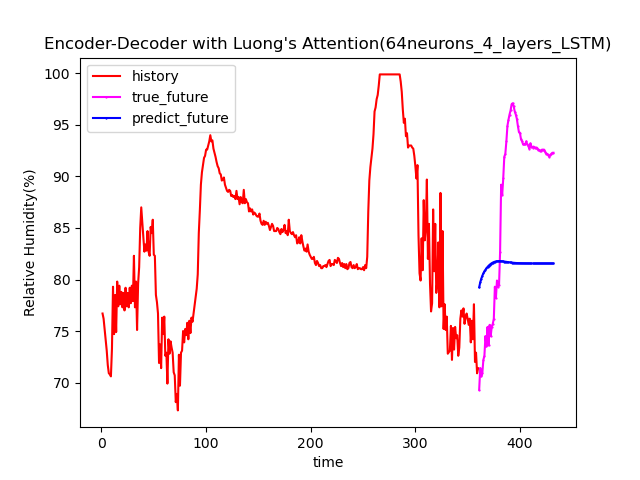 Encoder-Decoder with Luong's Attention(64neurons_4_layers_LSTM)
history
true_future
predict_future
100
95
90
85
80
75
70
Relative Humidity(%)
0 100 200 300 400
time